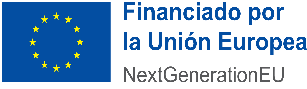 Financiado por
la Unión Europea
NextGenerationEU